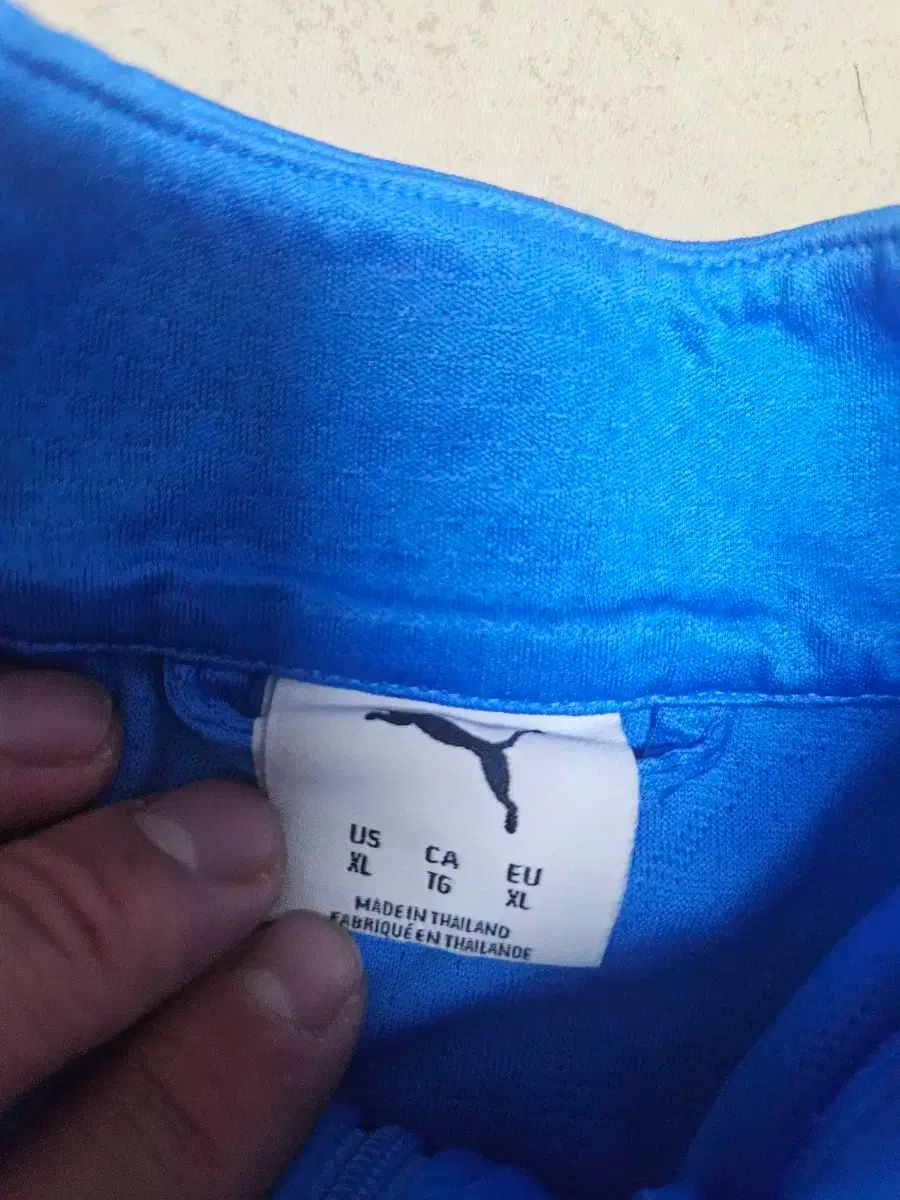 US CA EU
XL TG XL
MADE IN THAILAND
FABRIQUÉ EN THAILANDE